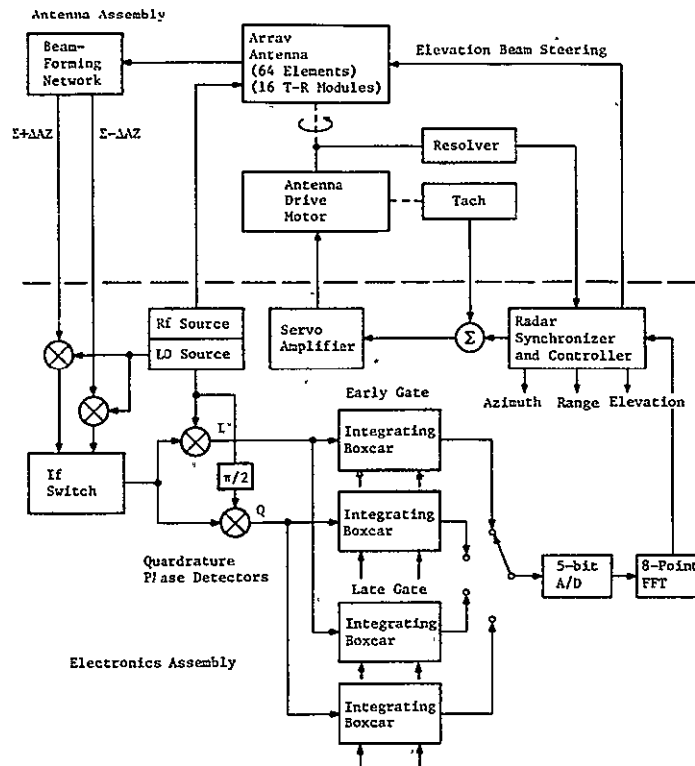 Antenna Assembly
Beam-
Forming
Network
Array
Antenna
(64 Elements)
(16 T-R Modules)
Elevation Beam Steering
Σ+ΔAZ
Σ-ΔAZ
Resolver
Antenna
Drive
Motor
Tach
Rf Source
LO Source
Servo
Amplifier
Σ
Radar
Synchronizer
and Controller
Azimuth Range Elevation
Early Gate
If
Switch
I
π/2
Q
Integrating
Boxcar
Integrating
Boxcar
Quadrature
Phase Detectors
Late Gate
5-bit
A/D
8-Point
FFT
Integrating
Boxcar
Electronics Assembly
Integrating
Boxcar